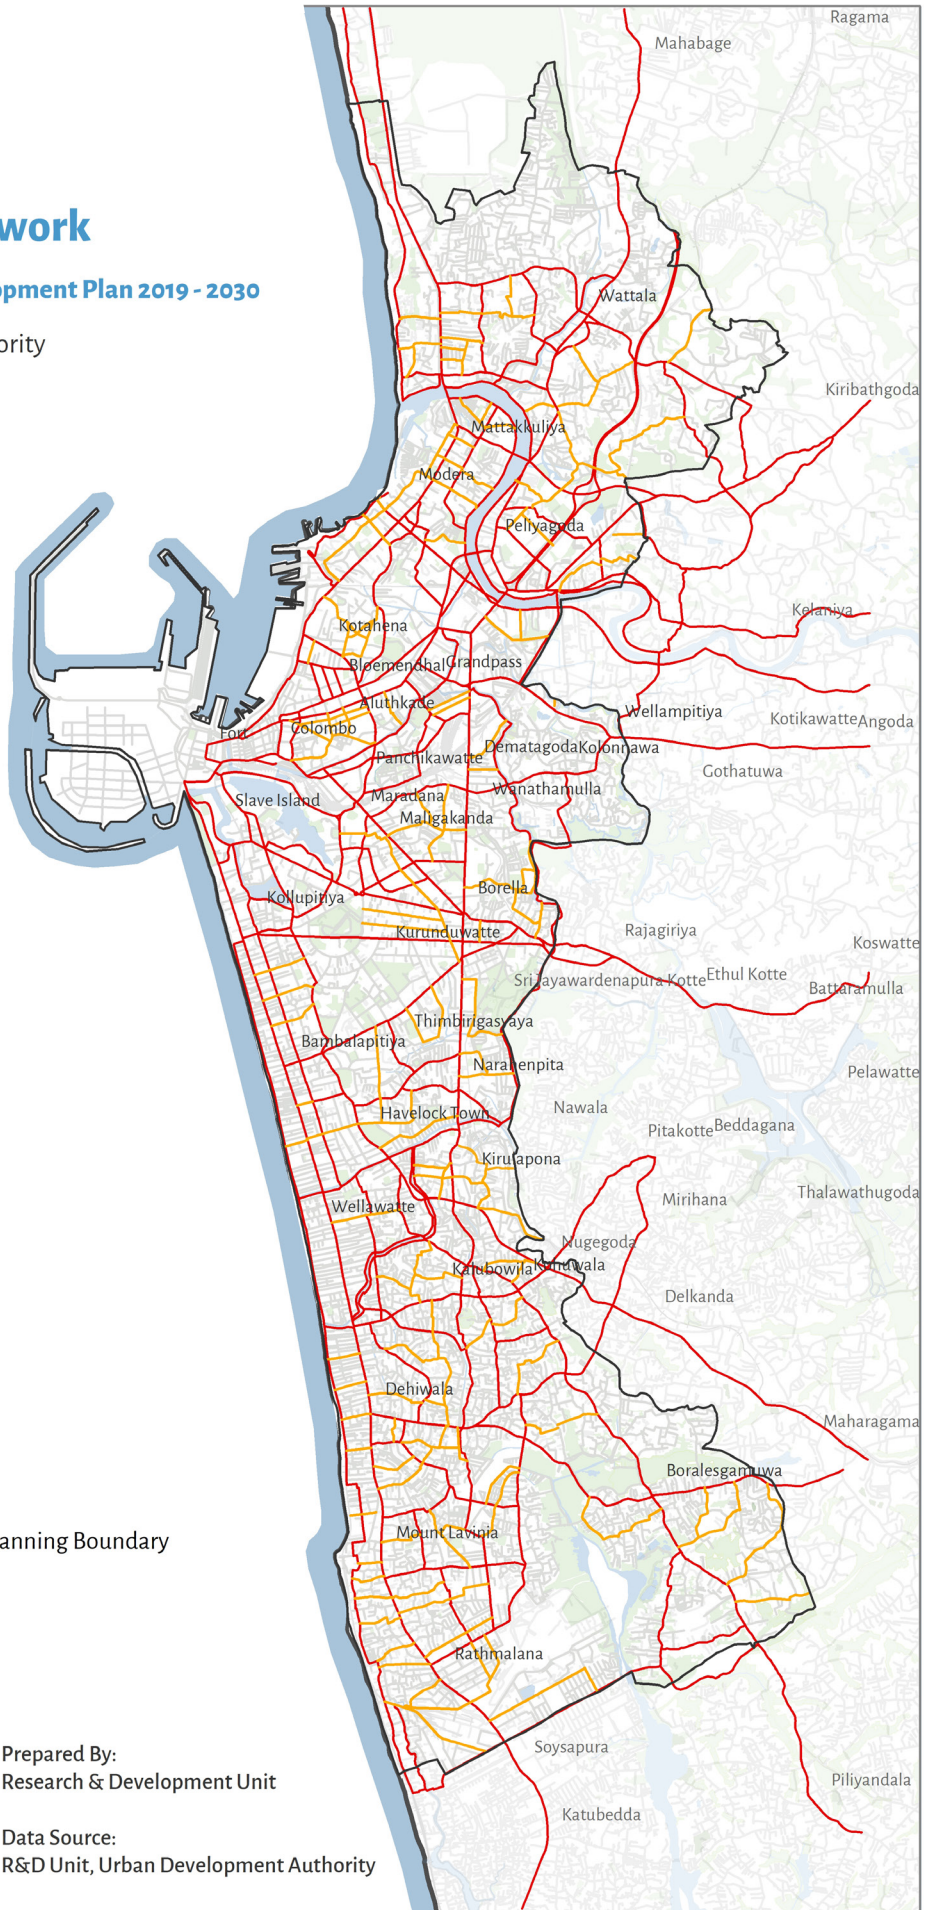 Ragama
Mahabage
work
opment Plan 2019 - 2030
ority
Wattala
Kiribathgoda
Mattakkuliya
Modera
Peliyagoda
Kelaniya
Kotahena
Bloemendhal
Grandpass
Aluthkade
Wellampitiya
Kotikawatte
Angoda
Fort
Colombo
Dematagoda
Kolonnawa
Panchikawatte
Gothatuwa
Wanathamulla
Slave Island
Maradana
Maligakanda
Borella
Kollupitiya
Kurunduwatte
Rajagiriya
Koswatte
Sri Jayawardenapura Kotte
Ethul Kotte
Battaramulla
Thimbirigasyaya
Bambalapitiya
Narahenpita
Pelawatte
Nawala
Havelock Town
Pitakotte
Beddagana
Kirulapona
Mirihana
Thalawathugoda
Wellawatte
Nugegoda
Kalubowila
Kohuwala
Delkanda
Dehiwala
Maharagama
Boralesgamuwa
Mount Lavinia
anning Boundary
Rathmalana
Soysapura
Prepared By:
Research & Development Unit
Piliyandala
Katubedda
Data Source:
R&D Unit, Urban Development Authority